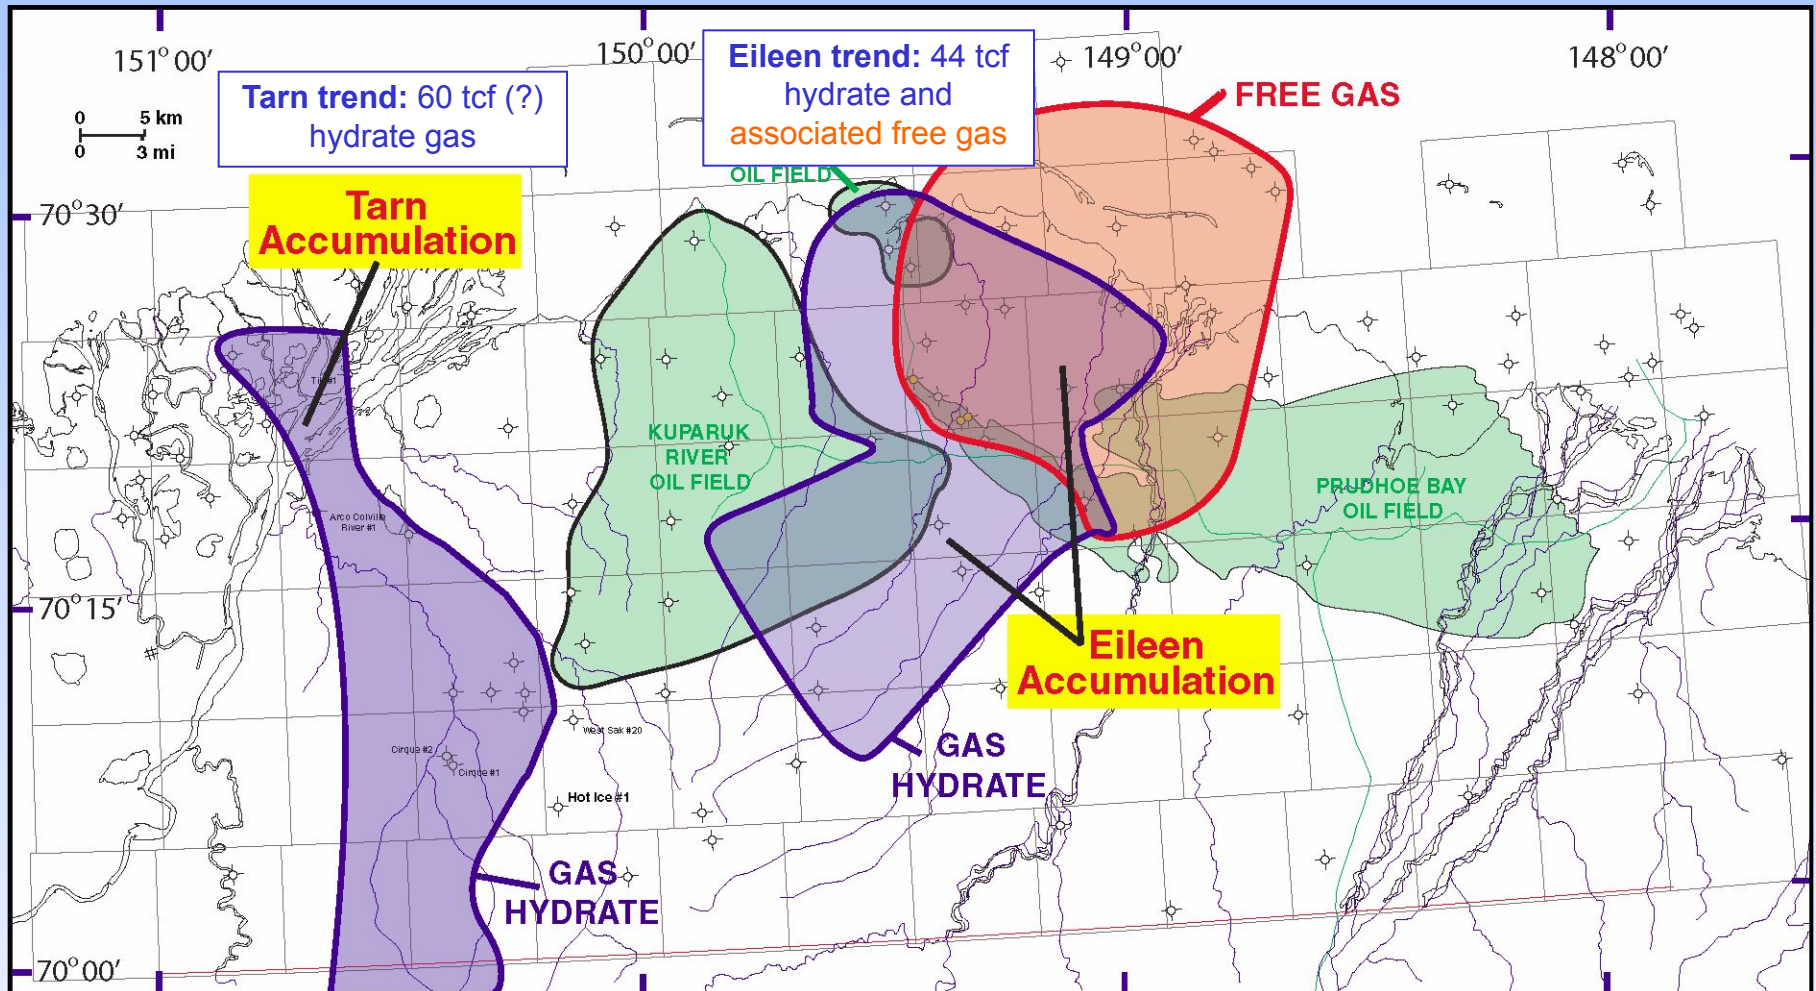 151°00′
150°00′
149°00′
148°00′
Tarn trend: 60 tcf (?)
hydrate gas
Eileen trend: 44 tcf
hydrate and
associated free gas
FREE GAS
0 5 km
0 3 mi
OIL FIELD
70°30′
Tarn
Accumulation
KUPARUK
RIVER
OIL FIELD
PRUDHOE BAY
OIL FIELD
Arco Colville
River #1
70°15′
Eileen
Accumulation
West Sak #20
Cirque #2
Cirque #1
GAS
HYDRATE
Hot Ice #1
GAS
HYDRATE
70°00′